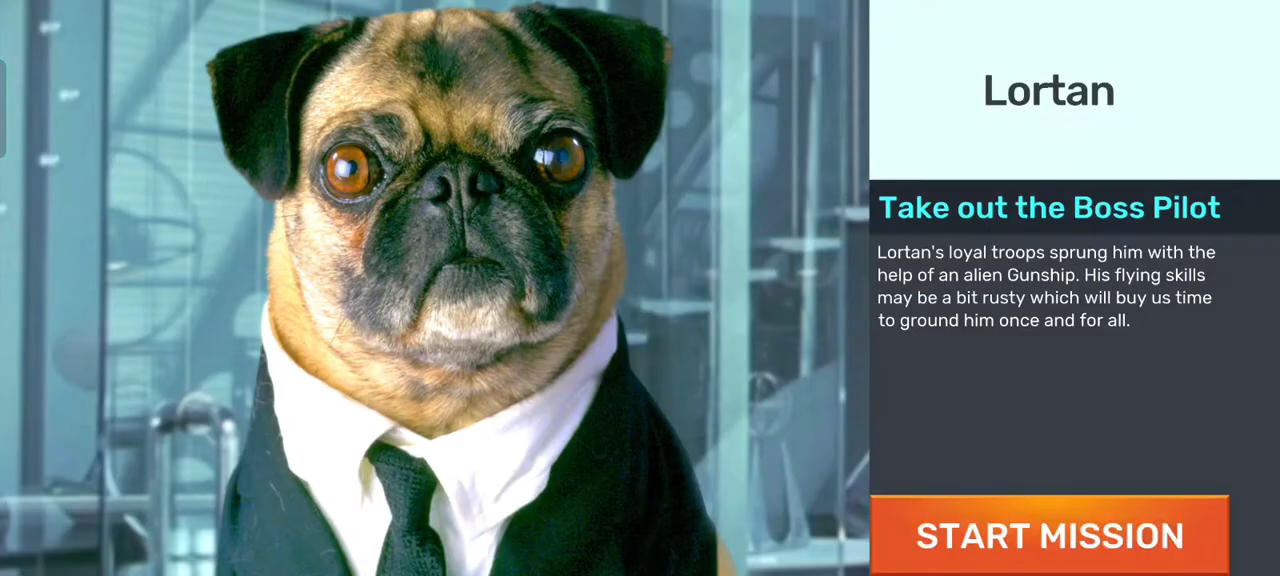 Lortan
Take out the Boss Pilot
Lortan's loyal troops sprung him with the
help of an alien Gunship. His flying skills
may be a bit rusty which will buy us time
to ground him once and for all.
START MISSION